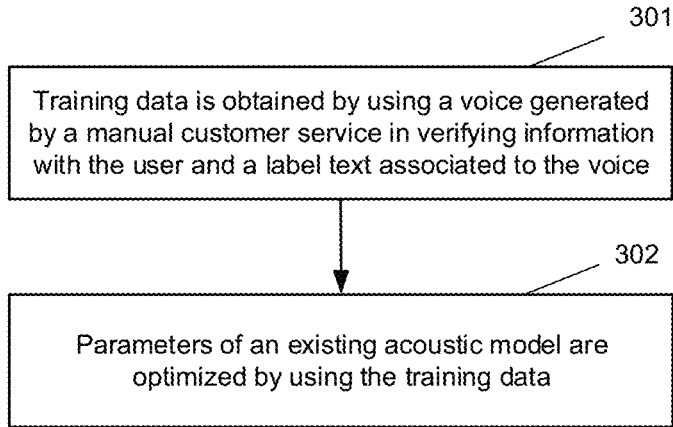 301
Training data is obtained by using a voice generated
by a manual customer service in verifying information
with the user and a label text associated to the voice
302
Parameters of an existing acoustic model are
optimized by using the training data